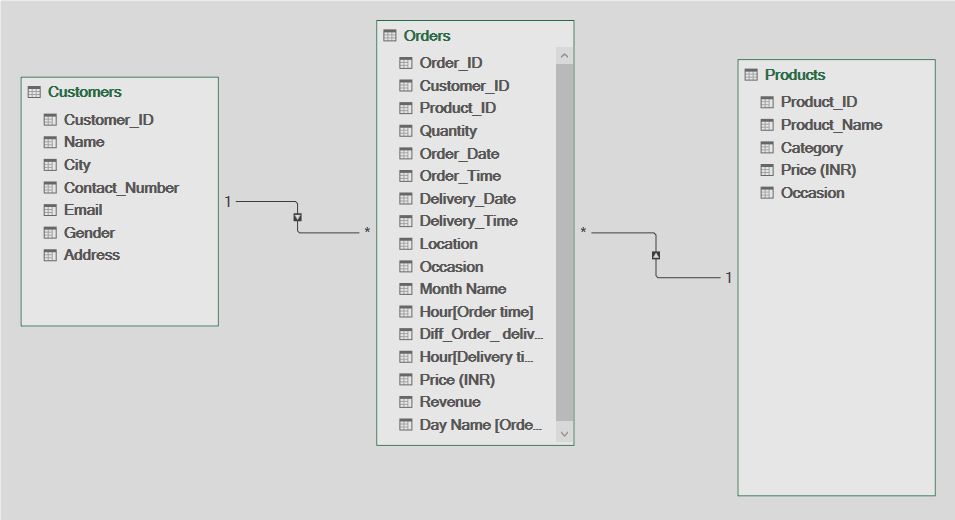 Customers
Customer_ID
Name
City
Contact_Number
Email
Gender
Address
1
*
Orders
Order_ID
Customer_ID
Product_ID
Quantity
Order_Date
Order_Time
Delivery_Date
Delivery_Time
Location
Occasion
Month Name
Hour[Order time]
Diff_Order_ deliv...
Hour[Delivery ti...
Price (INR)
Revenue
Day Name [Orde...
*
1
Products
Product_ID
Product_Name
Category
Price (INR)
Occasion